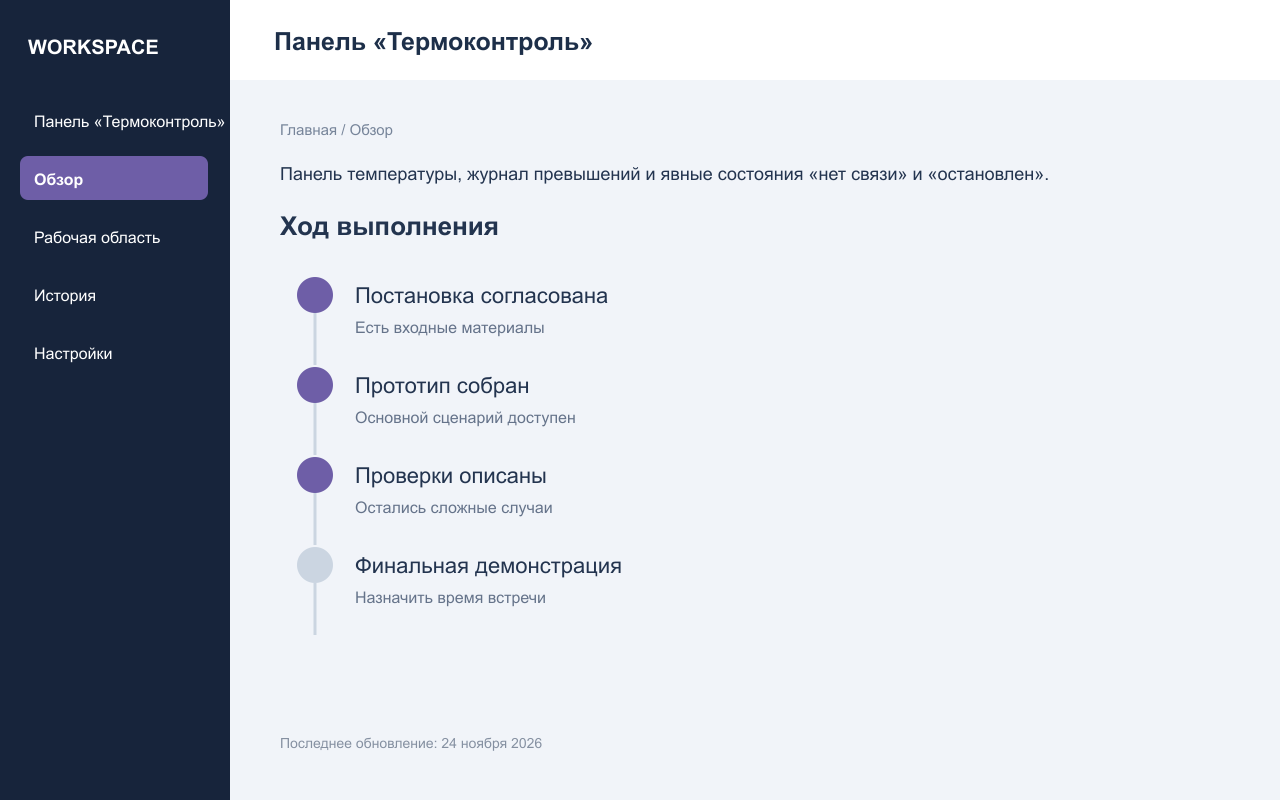 WORKSPACE
Панель «Термоконтроль»
Обзор
Рабочая область
История
Настройки
Панель «Термоконтроль»
Главная / Обзор
Панель температуры, журнал превышений и явные состояния «нет связи» и «остановлен».
Ход выполнения
Постановка согласована
Есть входные материалы
Прототип собран
Основной сценарий доступен
Проверки описаны
Остались сложные случаи
Финальная демонстрация
Назначить время встречи
Последнее обновление: 24 ноября 2026